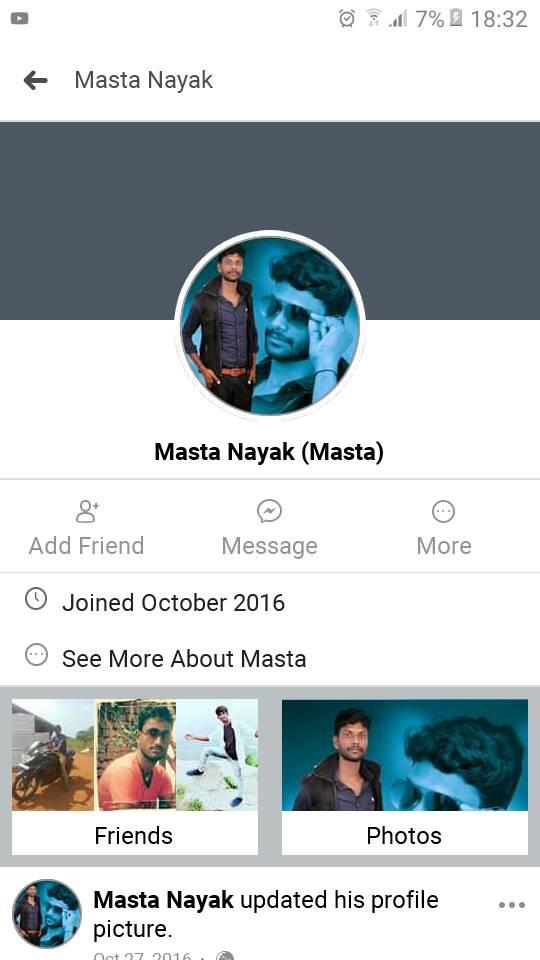 7% 18:32
Masta Nayak
Masta Nayak (Masta)
Add Friend Message More
Joined October 2016
See More About Masta
Friends Photos
Masta Nayak updated his profile
picture.
Oct 27, 2016 ·